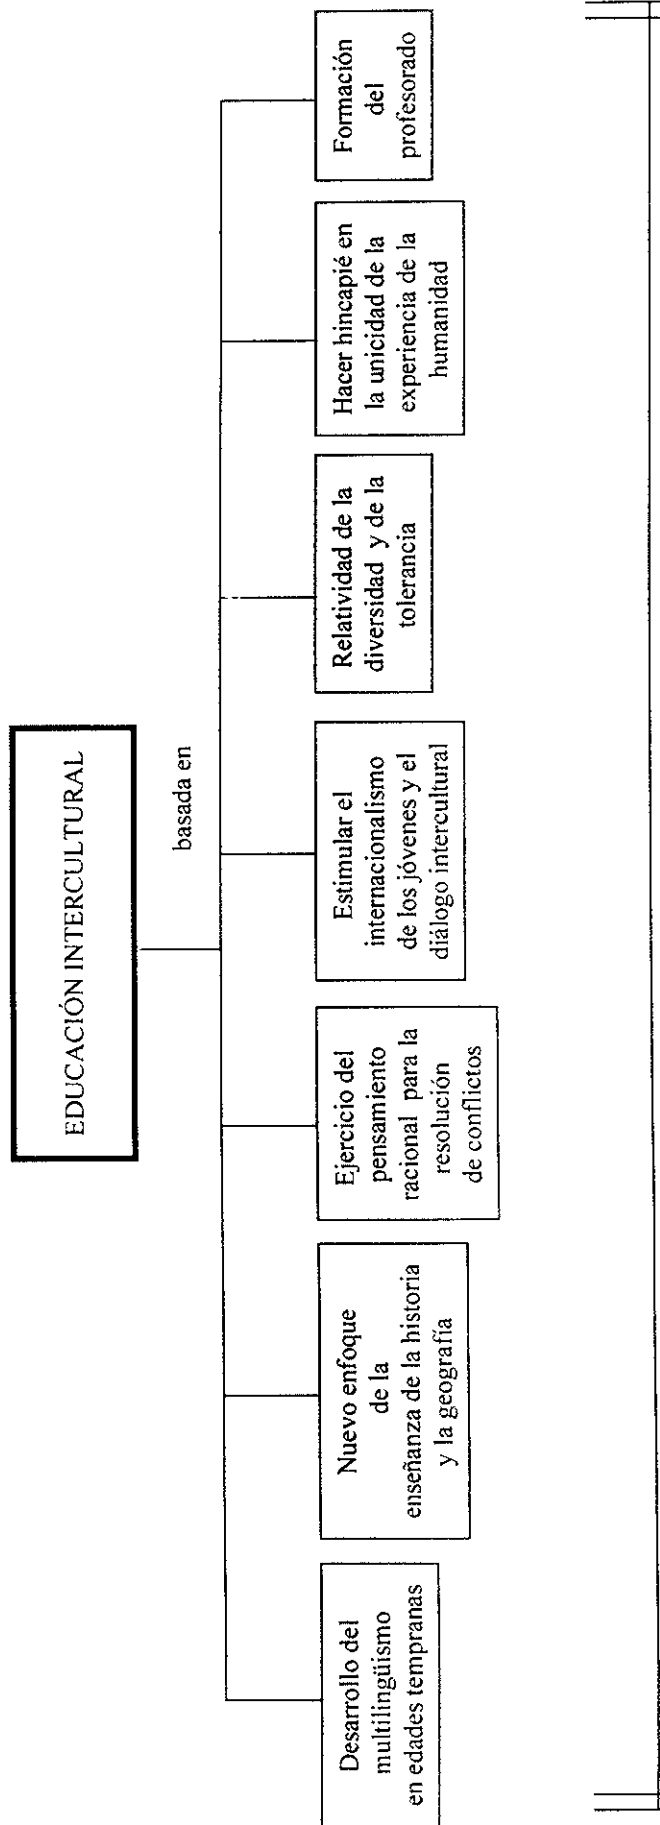 EDUCACIÓN INTERCULTURAL
basada en
Desarrollo del
multilingüismo
en edades tempranas
Nuevo enfoque
de la
enseñanza de la historia
y la geografía
Ejercicio del
pensamiento
racional para la
resolución
de conflictos
Estimular el
internacionalismo
de los jóvenes y el
diálogo intercultural
Relatividad de la
diversidad y de la
tolerancia
Hacer hincapié en
la unicidad de la
experiencia de la
humanidad
Formación
del
profesorado